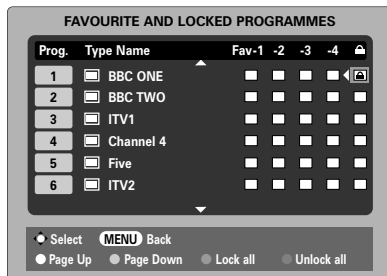 FAVOURITE AND LOCKED PROGRAMMES
Prog. Type Name Fav-1 -2 -3 -4
1 BBC ONE
2 BBC TWO
3 ITV1
4 Channel 4
5 Five
6 ITV2
Select MENU Back
Page Up Page Down Lock all Unlock all